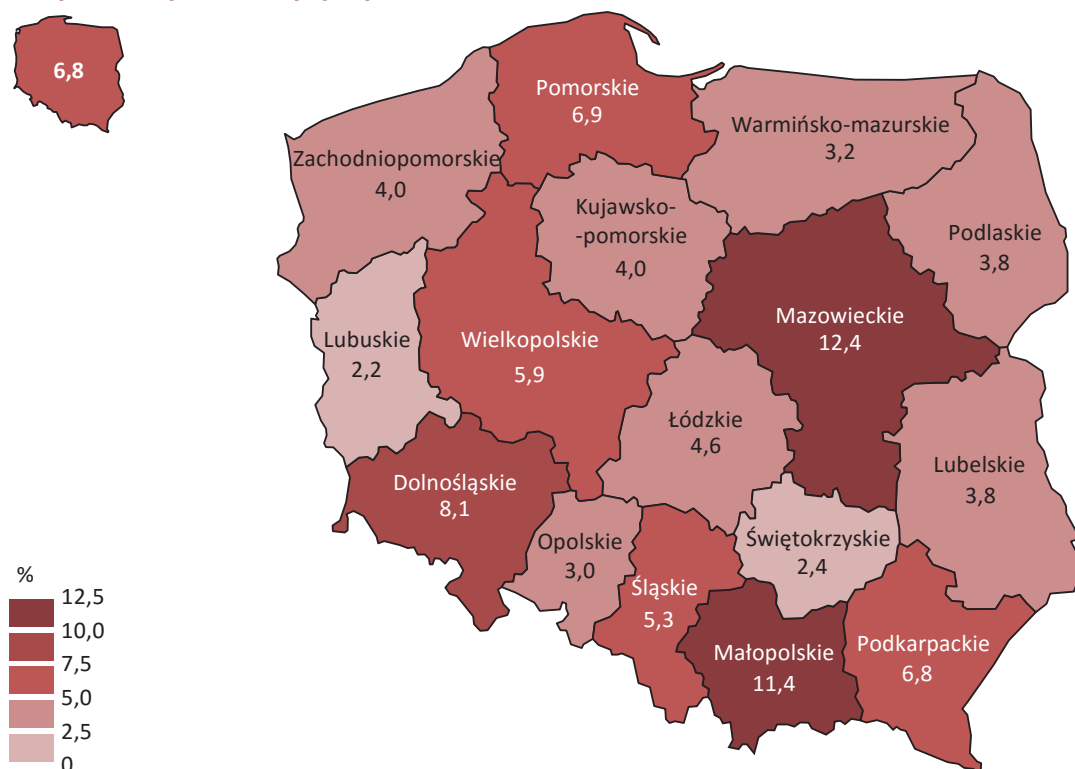 6,8
Pomorskie
6,9
Warmińsko-mazurskie
3,2
Zachodniopomorskie
4,0
Kujawsko-
-pomorskie
4,0
Podlaskie
3,8
Mazowieckie
12,4
Lubuskie
2,2
Wielkopolskie
5,9
Łódzkie
4,6
Lubelskie
3,8
Dolnośląskie
8,1
Opolskie
3,0
Świętokrzyskie
2,4
Śląskie
5,3
Małopolskie
11,4
Podkarpackie
6,8
%
12,5
10,0
7,5
5,0
2,5
0